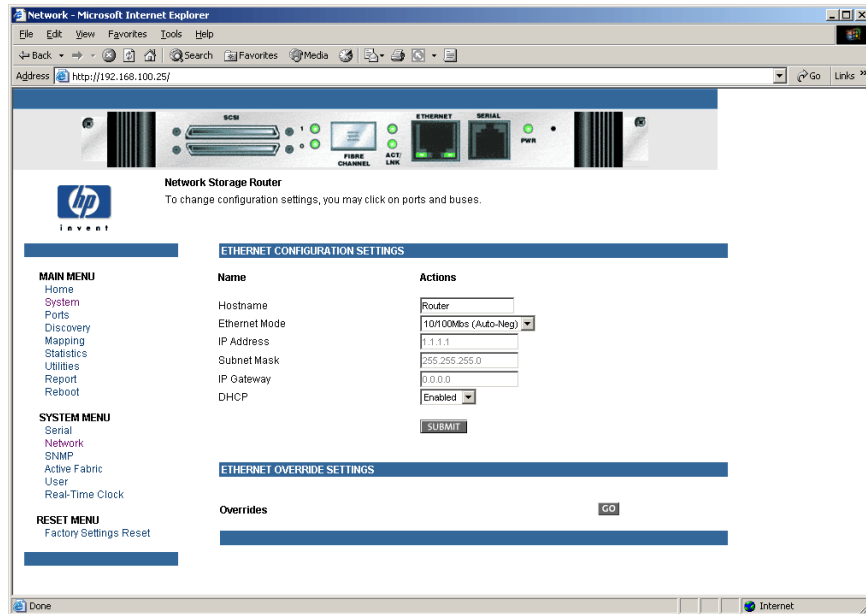 Network - Microsoft Internet Explorer
File Edit View Favorites Tools Help
Back Search Favorites Media
Address http://192.168.100.25/ Go Links »
SCSI ETHERNET SERIAL
1
0
FIBRE CHANNEL ACT/ LNK PWR
hp
invent
Network Storage Router
To change configuration settings, you may click on ports and buses.
MAIN MENU
Home
System
Ports
Discovery
Mapping
Statistics
Utilities
Report
Reboot
SYSTEM MENU
Serial
Network
SNMP
Active Fabric
User
Real-Time Clock
RESET MENU
Factory Settings Reset
ETHERNET CONFIGURATION SETTINGS
Name Actions
Hostname Router
Ethernet Mode 10/100Mbs (Auto-Neg)
IP Address 1.1.1.1
Subnet Mask 255.255.255.0
IP Gateway 0.0.0.0
DHCP Enabled
SUBMIT
ETHERNET OVERRIDE SETTINGS
Overrides GO
Done Internet